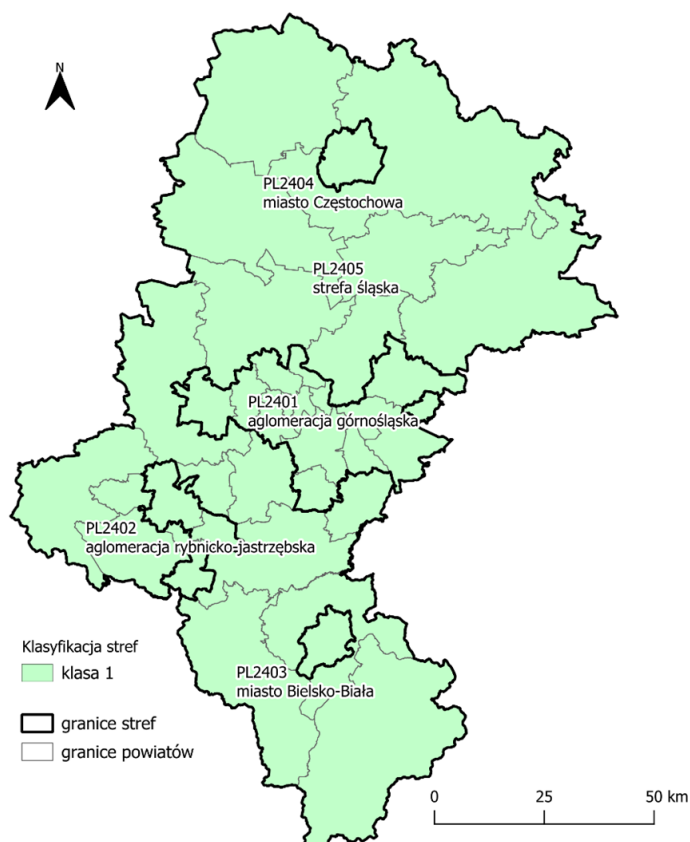 N
PL2404
miasto Częstochowa
PL2405
strefa śląska
PL2401
aglomeracja górnośląska
PL2402
aglomeracja rybnicko-jastrzębska
PL2403
miasto Bielsko-Biała
Klasyfikacja stref
klasa 1
granice stref
granice powiatów
0 25 50 km